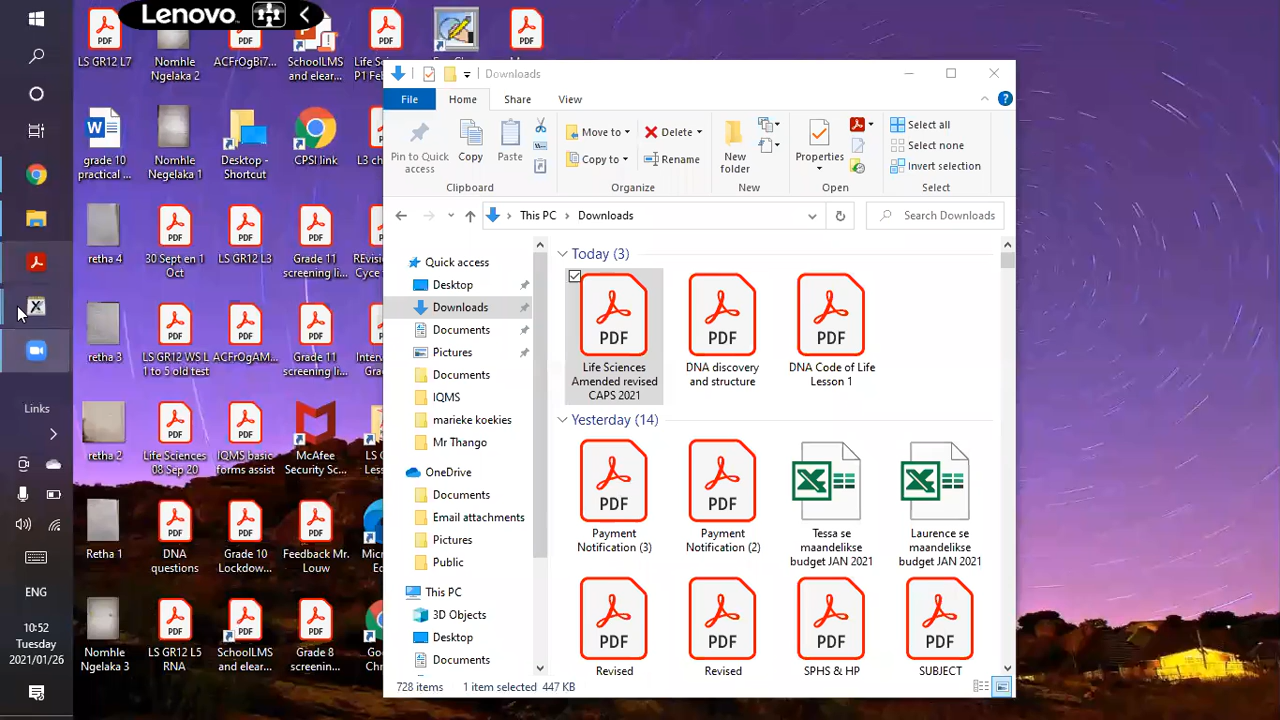 Lenovo
LS GR12 L7
Nomhle
Ngelaka 2
ACFrOgBi7...
SchoolLMS
and elear...
Life Scien
P1 Feb
grade 10
practical ...
Nomhle
Negelaka 1
Desktop -
Shortcut
CPSI link
L3 ch
retha 4
30 Sept en 1
Oct
LS GR12 L3
Grade 11
screening li...
REvisio
Cyce
retha 3
LS GR12 WS L
1 to 5 old test
ACFrOgAM...
Grade 11
screening li...
Interv
Gra
retha 2
Life Sciences
08 Sep 20
IQMS basic
forms assist
McAfee
Security Sc...
LS G
Les
Retha 1
DNA
questions
Grade 10
Lockdow...
Feedback Mr.
Louw
Micr
Ed
Nomhle
Ngelaka 3
LS GR12 L5
RNA
SchoolLMS
and elear...
Grade 8
screenin...
Go
Chr
Links
ENG
10:52
Tuesday
2021/01/26
Downloads
File
Home
Share
View
Pin to Quick
access
Copy
Paste
Clipboard
Move to
Copy to
Delete
Rename
Organize
New
folder
New
Properties
Open
Select all
Select none
Invert selection
Select
This PC > Downloads
Search Downloads
Quick access
Desktop
Downloads
Documents
Pictures
Documents
IQMS
marieke koekies
Mr Thango
OneDrive
Documents
Email attachments
Pictures
Public
This PC
3D Objects
Desktop
Documents
Today (3)
PDF
PDF
PDF
Life Sciences
Amended revised
CAPS 2021
DNA discovery
and structure
DNA Code of Life
Lesson 1
Yesterday (14)
PDF
PDF
Payment
Notification (3)
Payment
Notification (2)
Tessa se
maandelikse
budget JAN 2021
Laurence se
maandelikse
budget JAN 2021
PDF
PDF
PDF
PDF
Revised
Revised
SPHS & HP
SUBJECT
728 items
1 item selected 447 KB